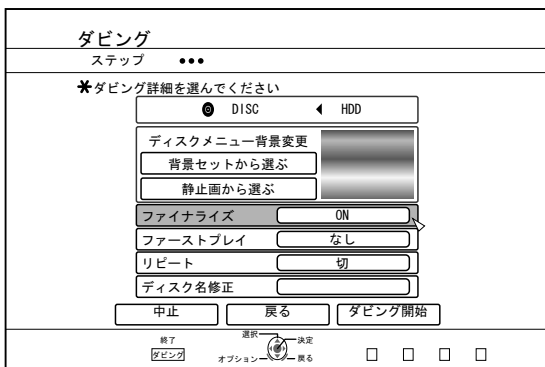 ダビング
ステップ •••
*ダビング詳細を選んでください
DISC ◀ HDD
ディスクメニュー背景変更
背景セットから選ぶ
静止画から選ぶ
ファイナライズ ON
ファーストプレイ なし
リピート 切
ディスク名修正
中止 戻る ダビング開始
終了 選択 決定
ダビング オプション 戻る